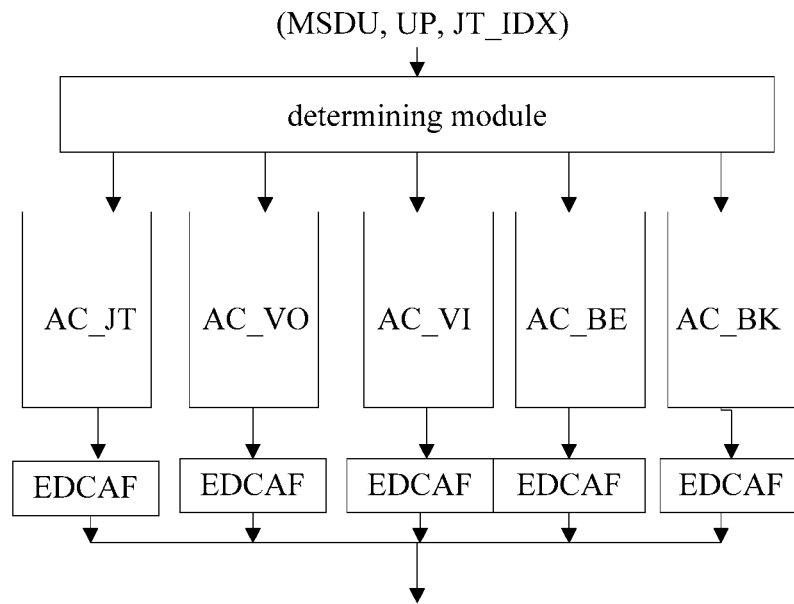 (MSDU, UP, JT_IDX)
determining module
AC_JT AC_VO AC_VI AC_BE AC_BK
EDCAF EDCAF EDCAF EDCAF EDCAF